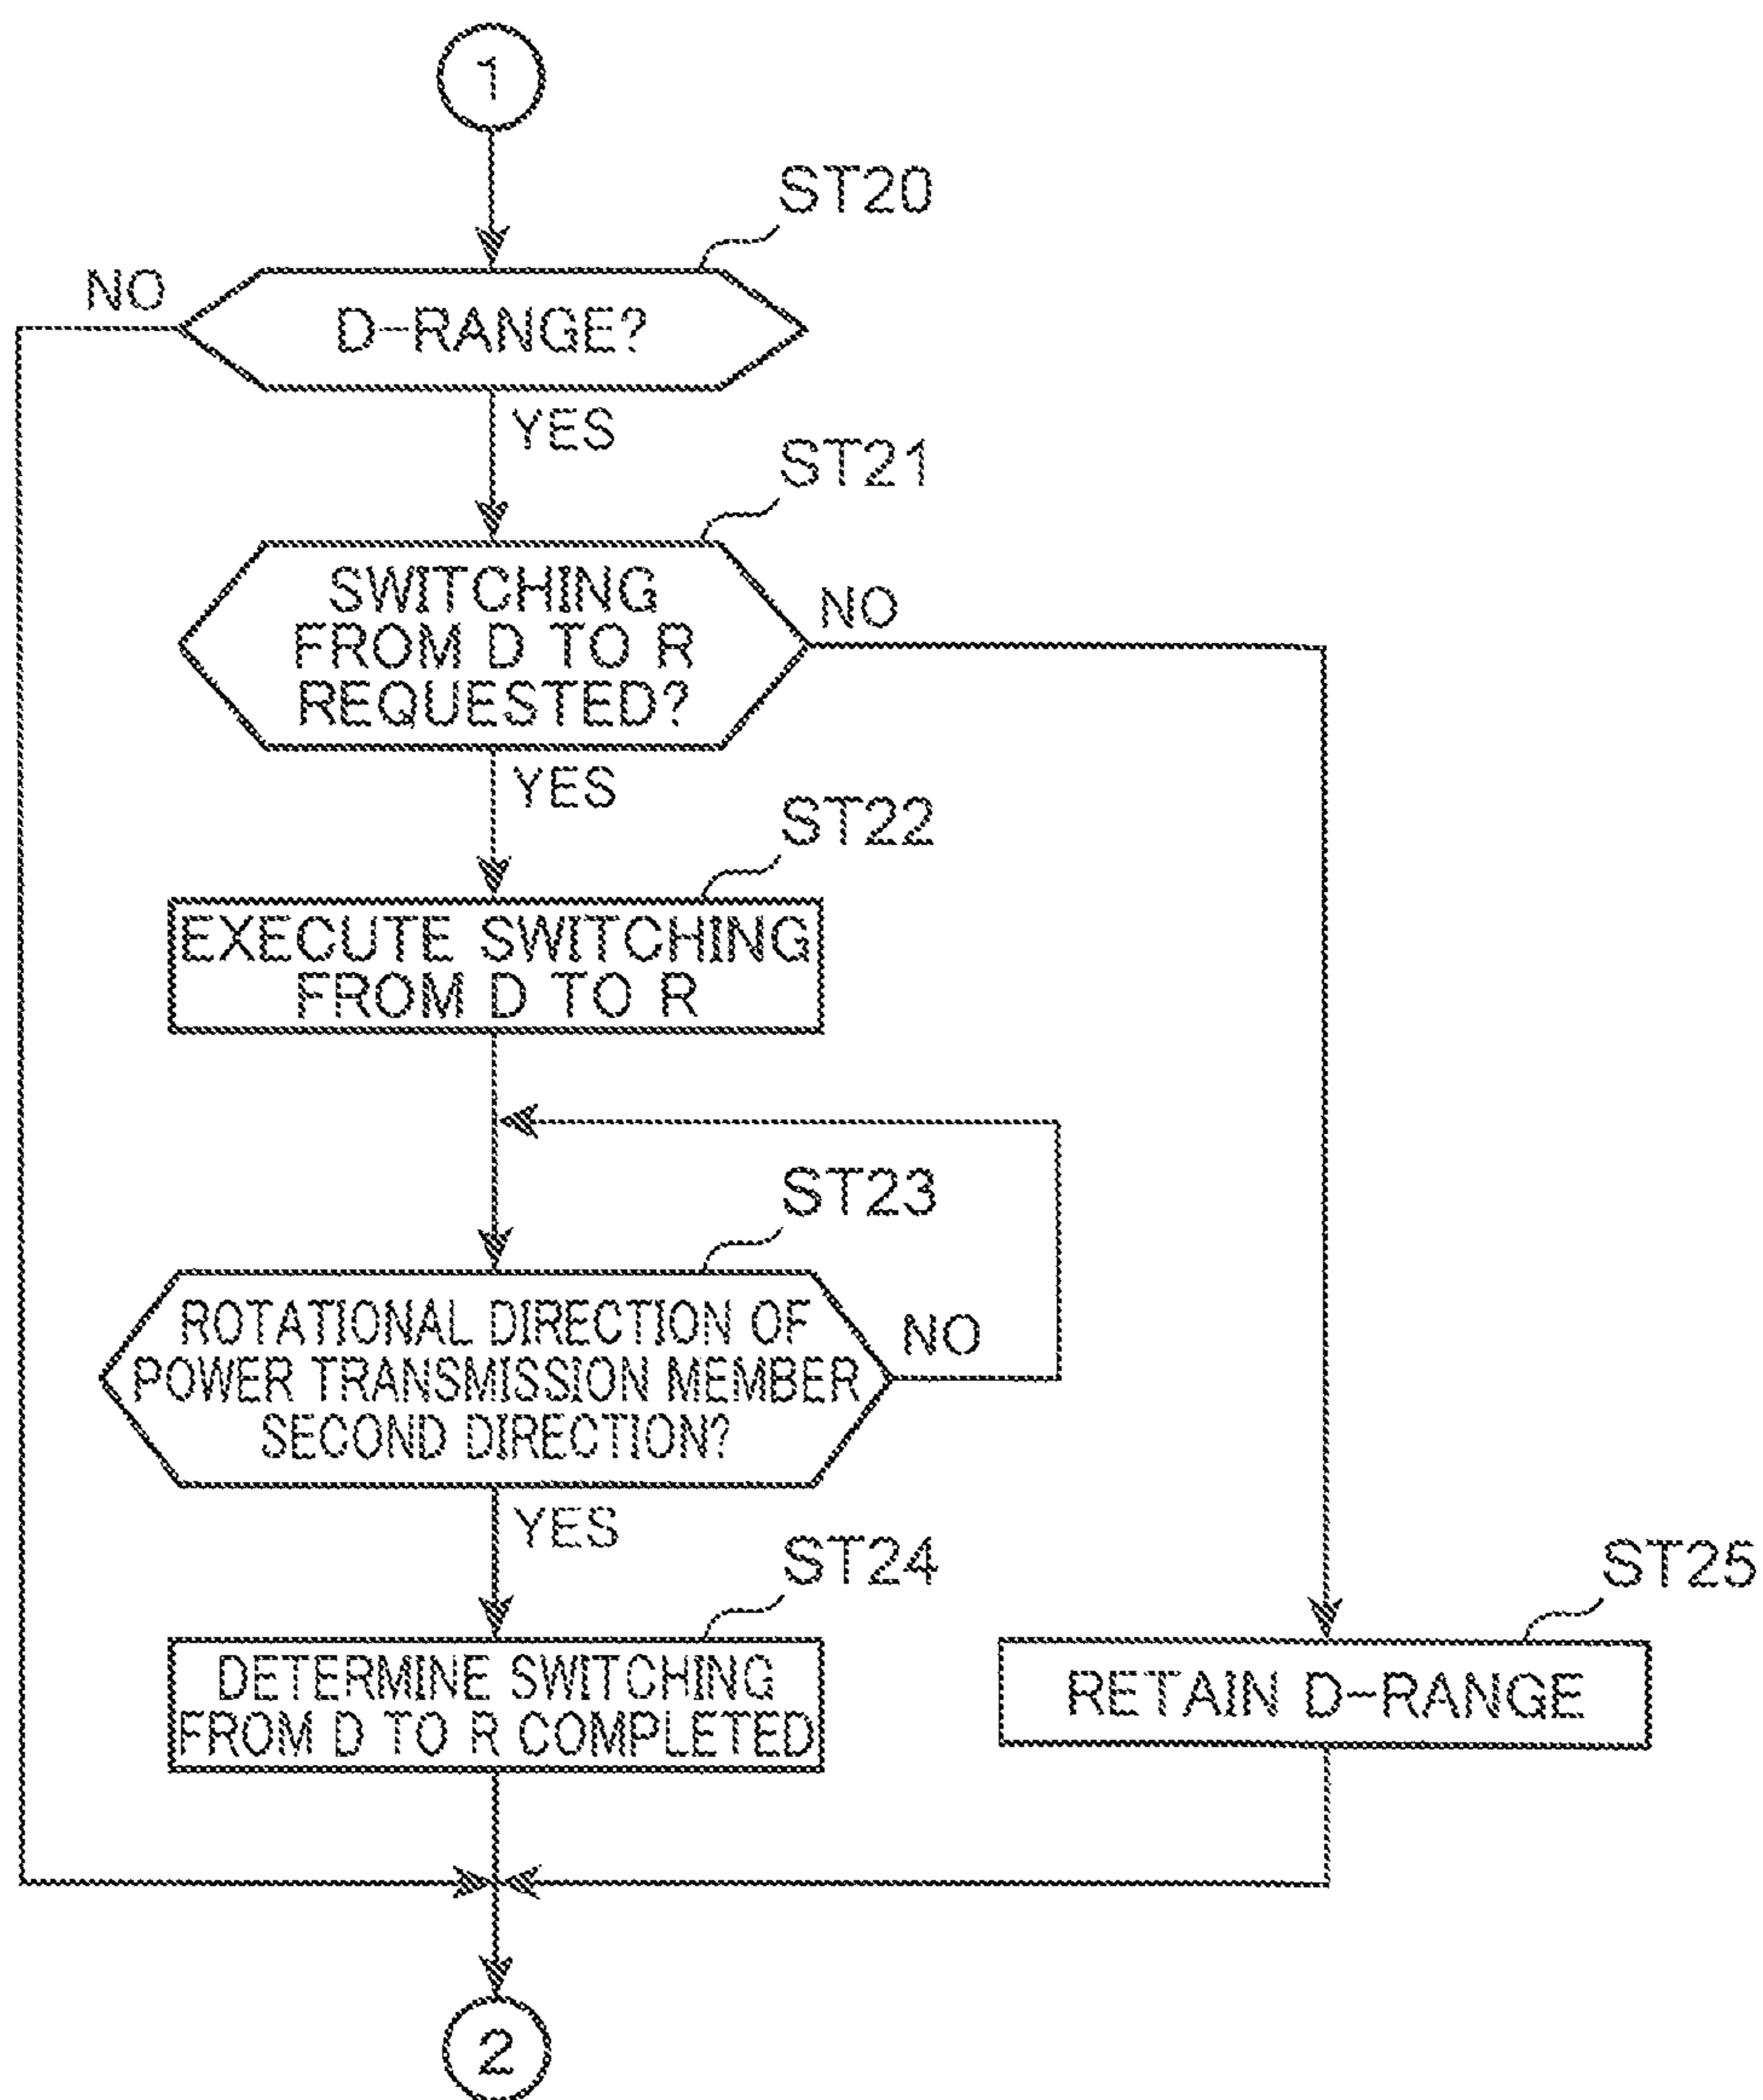 1
ST20
NO
D-RANGE?
YES
ST21
SWITCHING
FROM D TO R
REQUESTED?
NO
YES
ST22
EXECUTE SWITCHING
FROM D TO R
ST23
ROTATIONAL DIRECTION OF
POWER TRANSMISSION MEMBER
SECOND DIRECTION?
NO
YES
ST24
DETERMINE SWITCHING
FROM D TO R COMPLETED
ST25
RETAIN D-RANGE
2